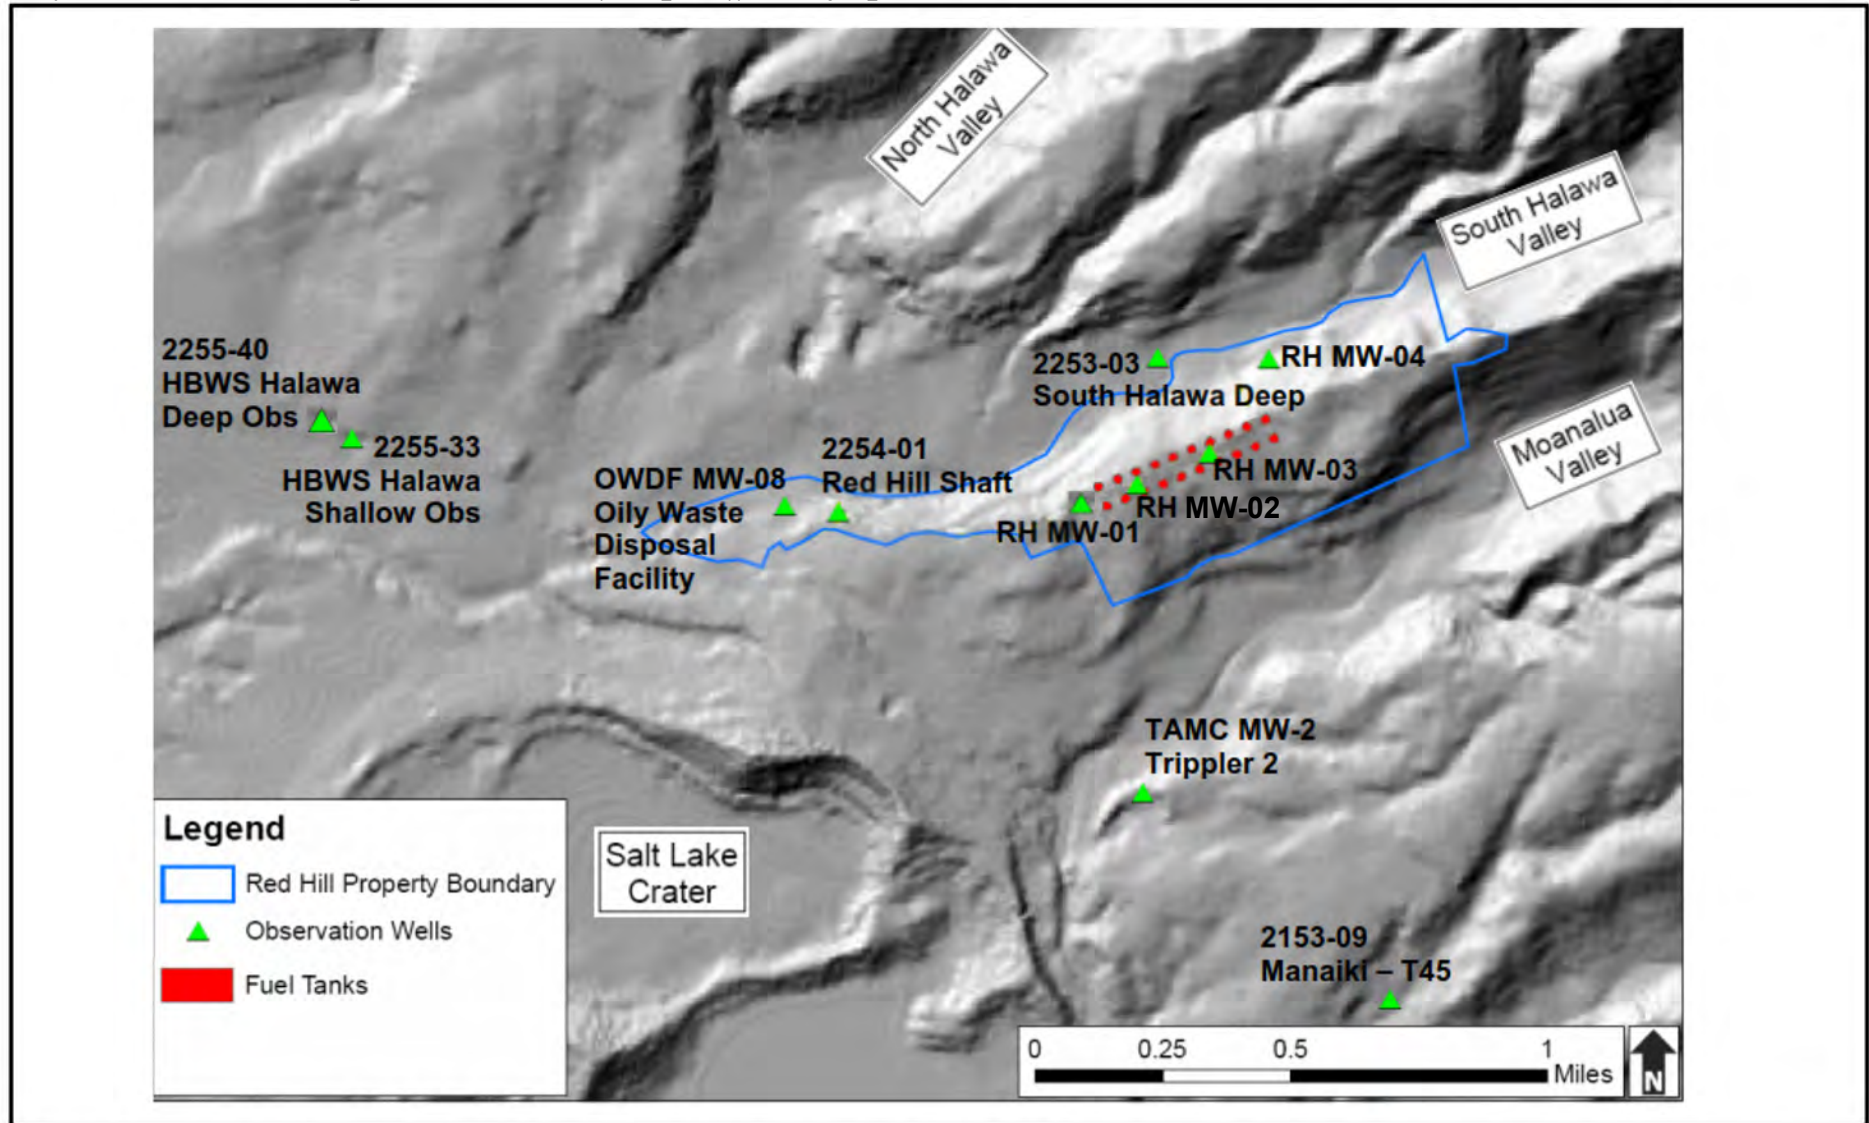 North Halawa
Valley
South Halawa
Valley
2255-40
HBWS Halawa
Deep Obs
2253-03
South Halawa Deep
RH MW-04
Moanalua
Valley
2255-33
HBWS Halawa
Shallow Obs
OWDF MW-08
Oily Waste
Disposal
Facility
2254-01
Red Hill Shaft
RH MW-03
RH MW-02
RH MW-01
TAMC MW-2
Trippler 2
Legend
Red Hill Property Boundary
Observation Wells
Fuel Tanks
Salt Lake
Crater
2153-09
Manaiki – T45
0 0.25 0.5 1
Miles
N